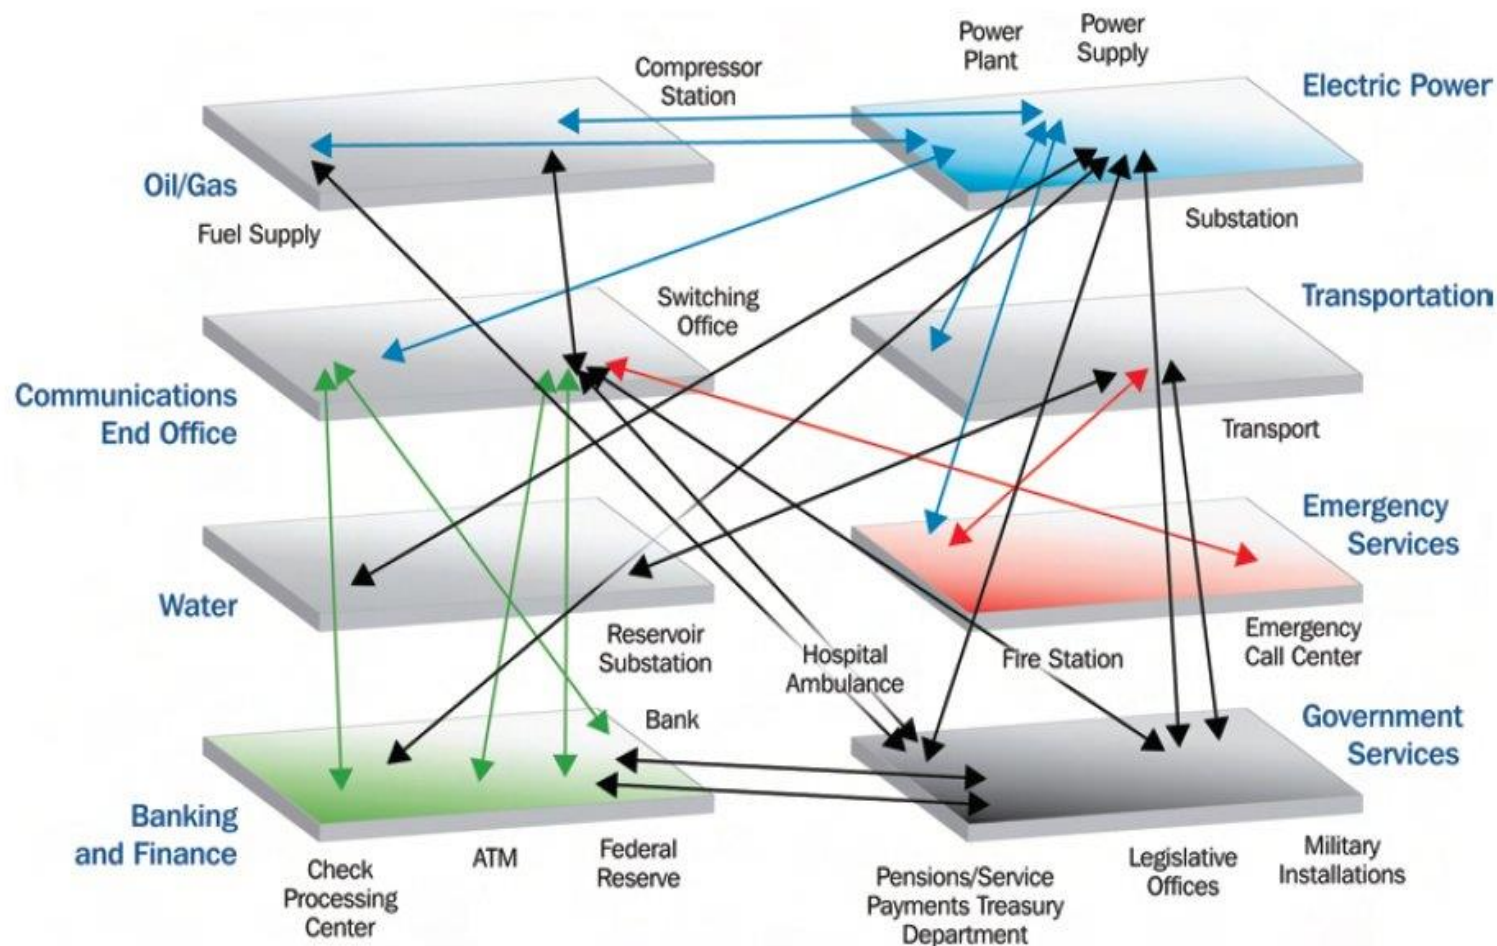 Power
Plant
Power
Supply
Compressor
Station
Electric Power
Oil/Gas
Fuel Supply
Substation
Switching
Office
Transportation
Communications
End Office
Transport
Emergency
Services
Water
Reservoir
Substation
Hospital
Ambulance
Fire Station
Emergency
Call Center
Bank
Government
Services
Banking
and Finance
Check
Processing
Center
ATM
Federal
Reserve
Pensions/Service
Payments Treasury
Department
Legislative
Offices
Military
Installations